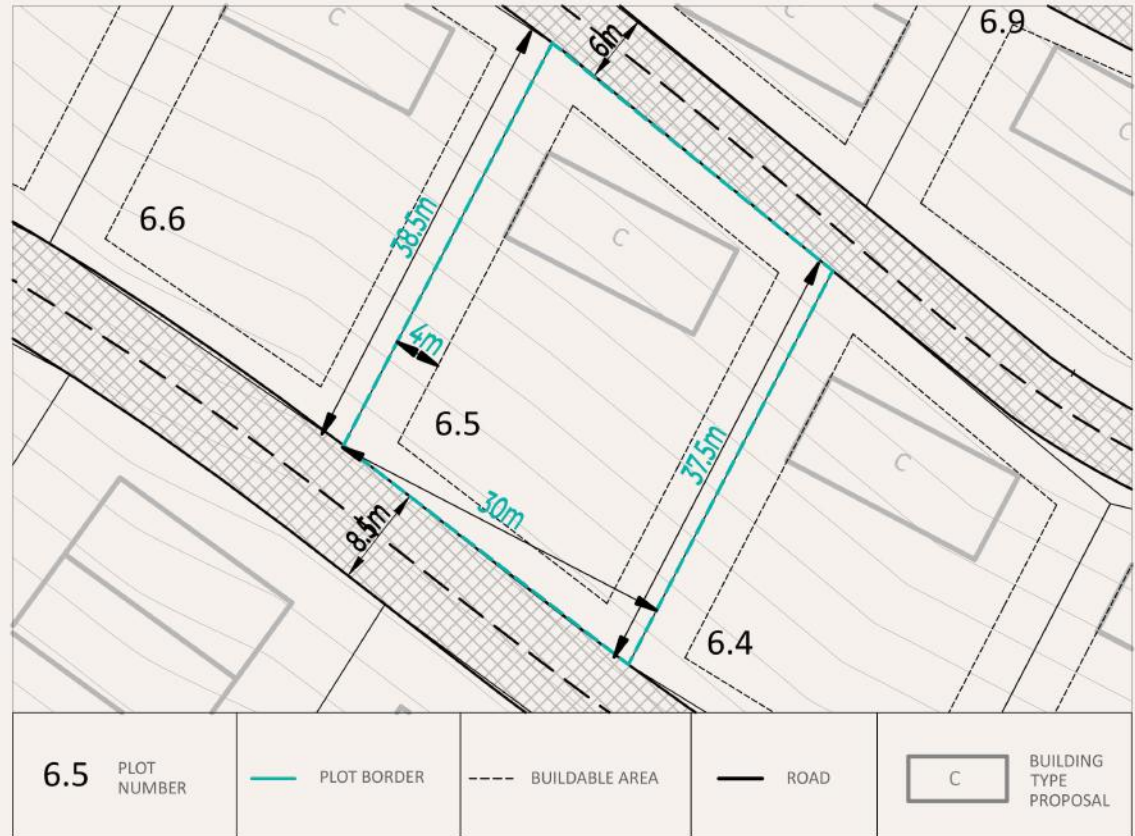 C
C
6m
6.9
C
38.5m
6.6
C
4m
6.5
37.5m
C
30m
8.5m
6.4
6.5
PLOT
NUMBER
PLOT BORDER
BUILDABLE AREA
ROAD
C
BUILDING
TYPE
PROPOSAL